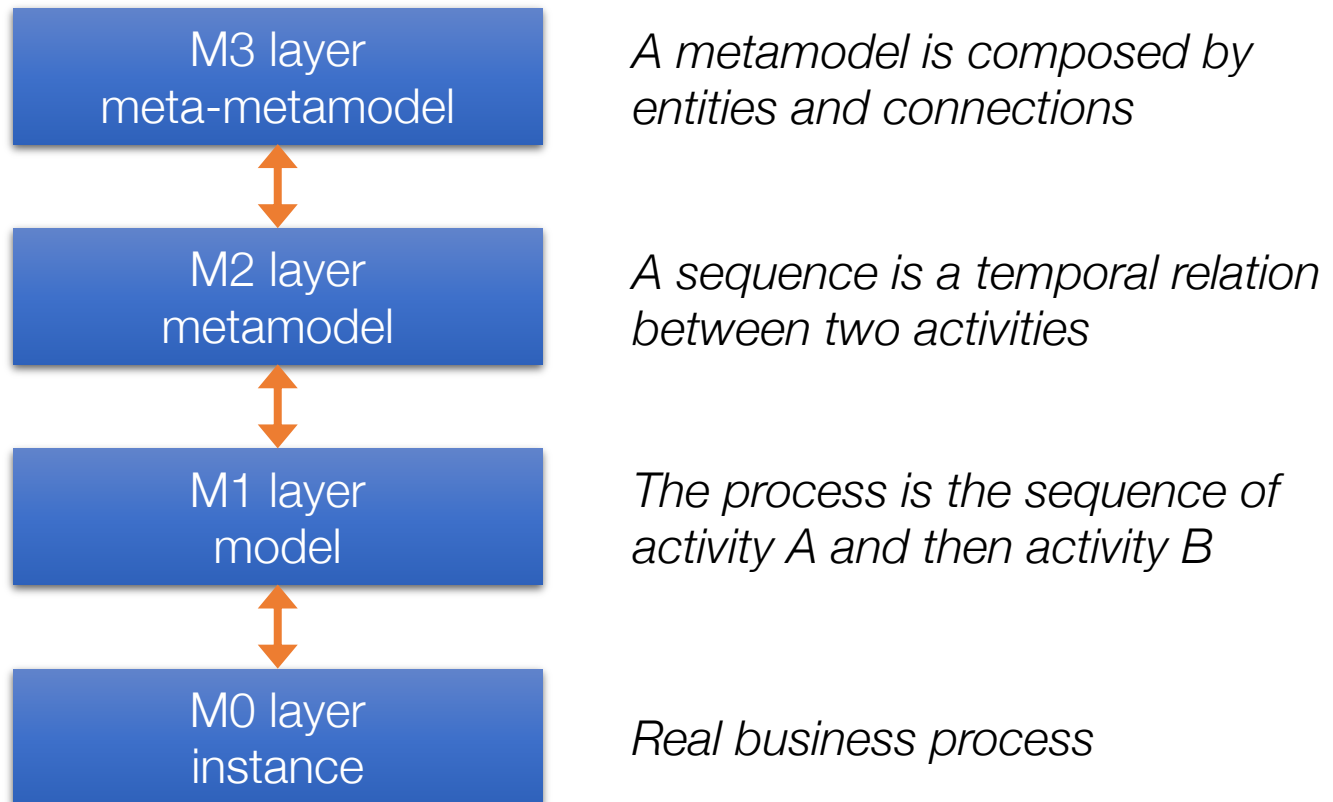 M3 layer
meta-metamodel
A metamodel is composed by
entities and connections
M2 layer
metamodel
A sequence is a temporal relation
between two activities
M1 layer
model
The process is the sequence of
activity A and then activity B
M0 layer
instance
Real business process